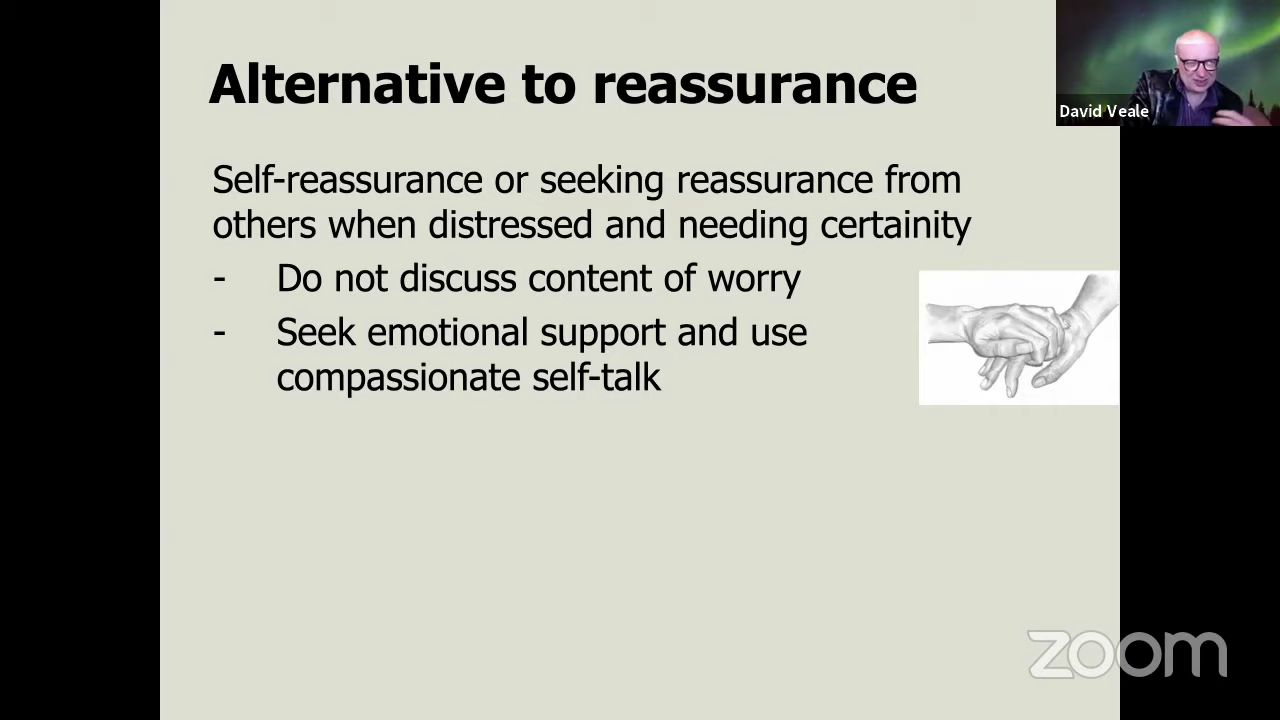 Alternative to reassurance
David Veale
Self-reassurance or seeking reassurance from
others when distressed and needing certainity
- Do not discuss content of worry
- Seek emotional support and use
compassionate self-talk
zoom